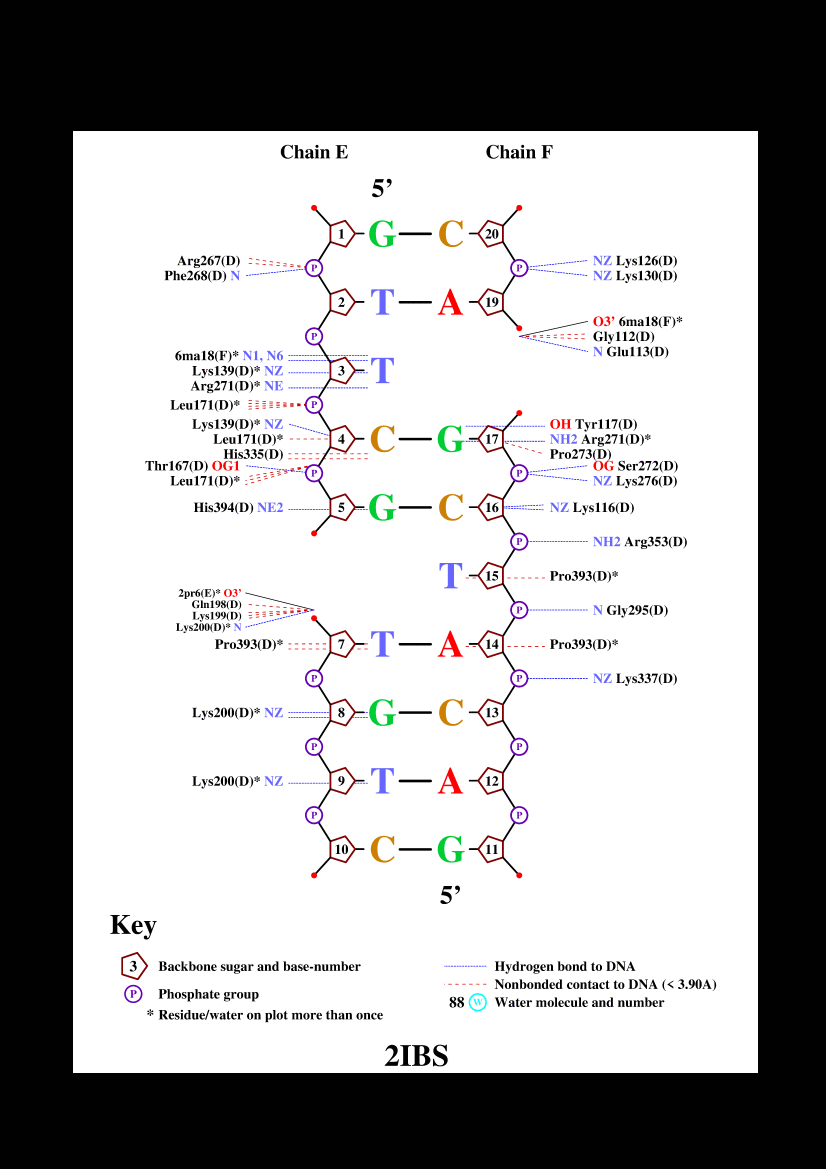 Chain E Chain F
5’
1 G C 20
Arg267(D) P P NZ Lys126(D)
Phe268(D) N NZ Lys130(D)
2 T A 19
O3’ 6ma18(F)*
P Gly112(D)
N Glu113(D)
6ma18(F)* N1, N6
Lys139(D)* NZ 3 T
Arg271(D)* NE
Leu171(D)* P
Lys139(D)* NZ OH Tyr117(D)
Leu171(D)* 4 C G 17 NH2 Arg271(D)*
His335(D) Pro273(D)
Thr167(D) OG1 P P OG Ser272(D)
Leu171(D)* NZ Lys276(D)
His394(D) NE2 5 G C 16 NZ Lys116(D)
P NH2 Arg353(D)
T 15 Pro393(D)*
2pr6(E)* O3’
Gln198(D) P N Gly295(D)
Lys199(D)
Lys200(D)* N
Pro393(D)* 7 T A 14 Pro393(D)*
P P NZ Lys337(D)
Lys200(D)* NZ 8 G C 13
P P
Lys200(D)* NZ 9 T A 12
P P
10 C G 11
5’
Key
3 Backbone sugar and base-number
P Phosphate group
* Residue/water on plot more than once
Hydrogen bond to DNA
Nonbonded contact to DNA (< 3.90A)
88 W Water molecule and number
2IBS